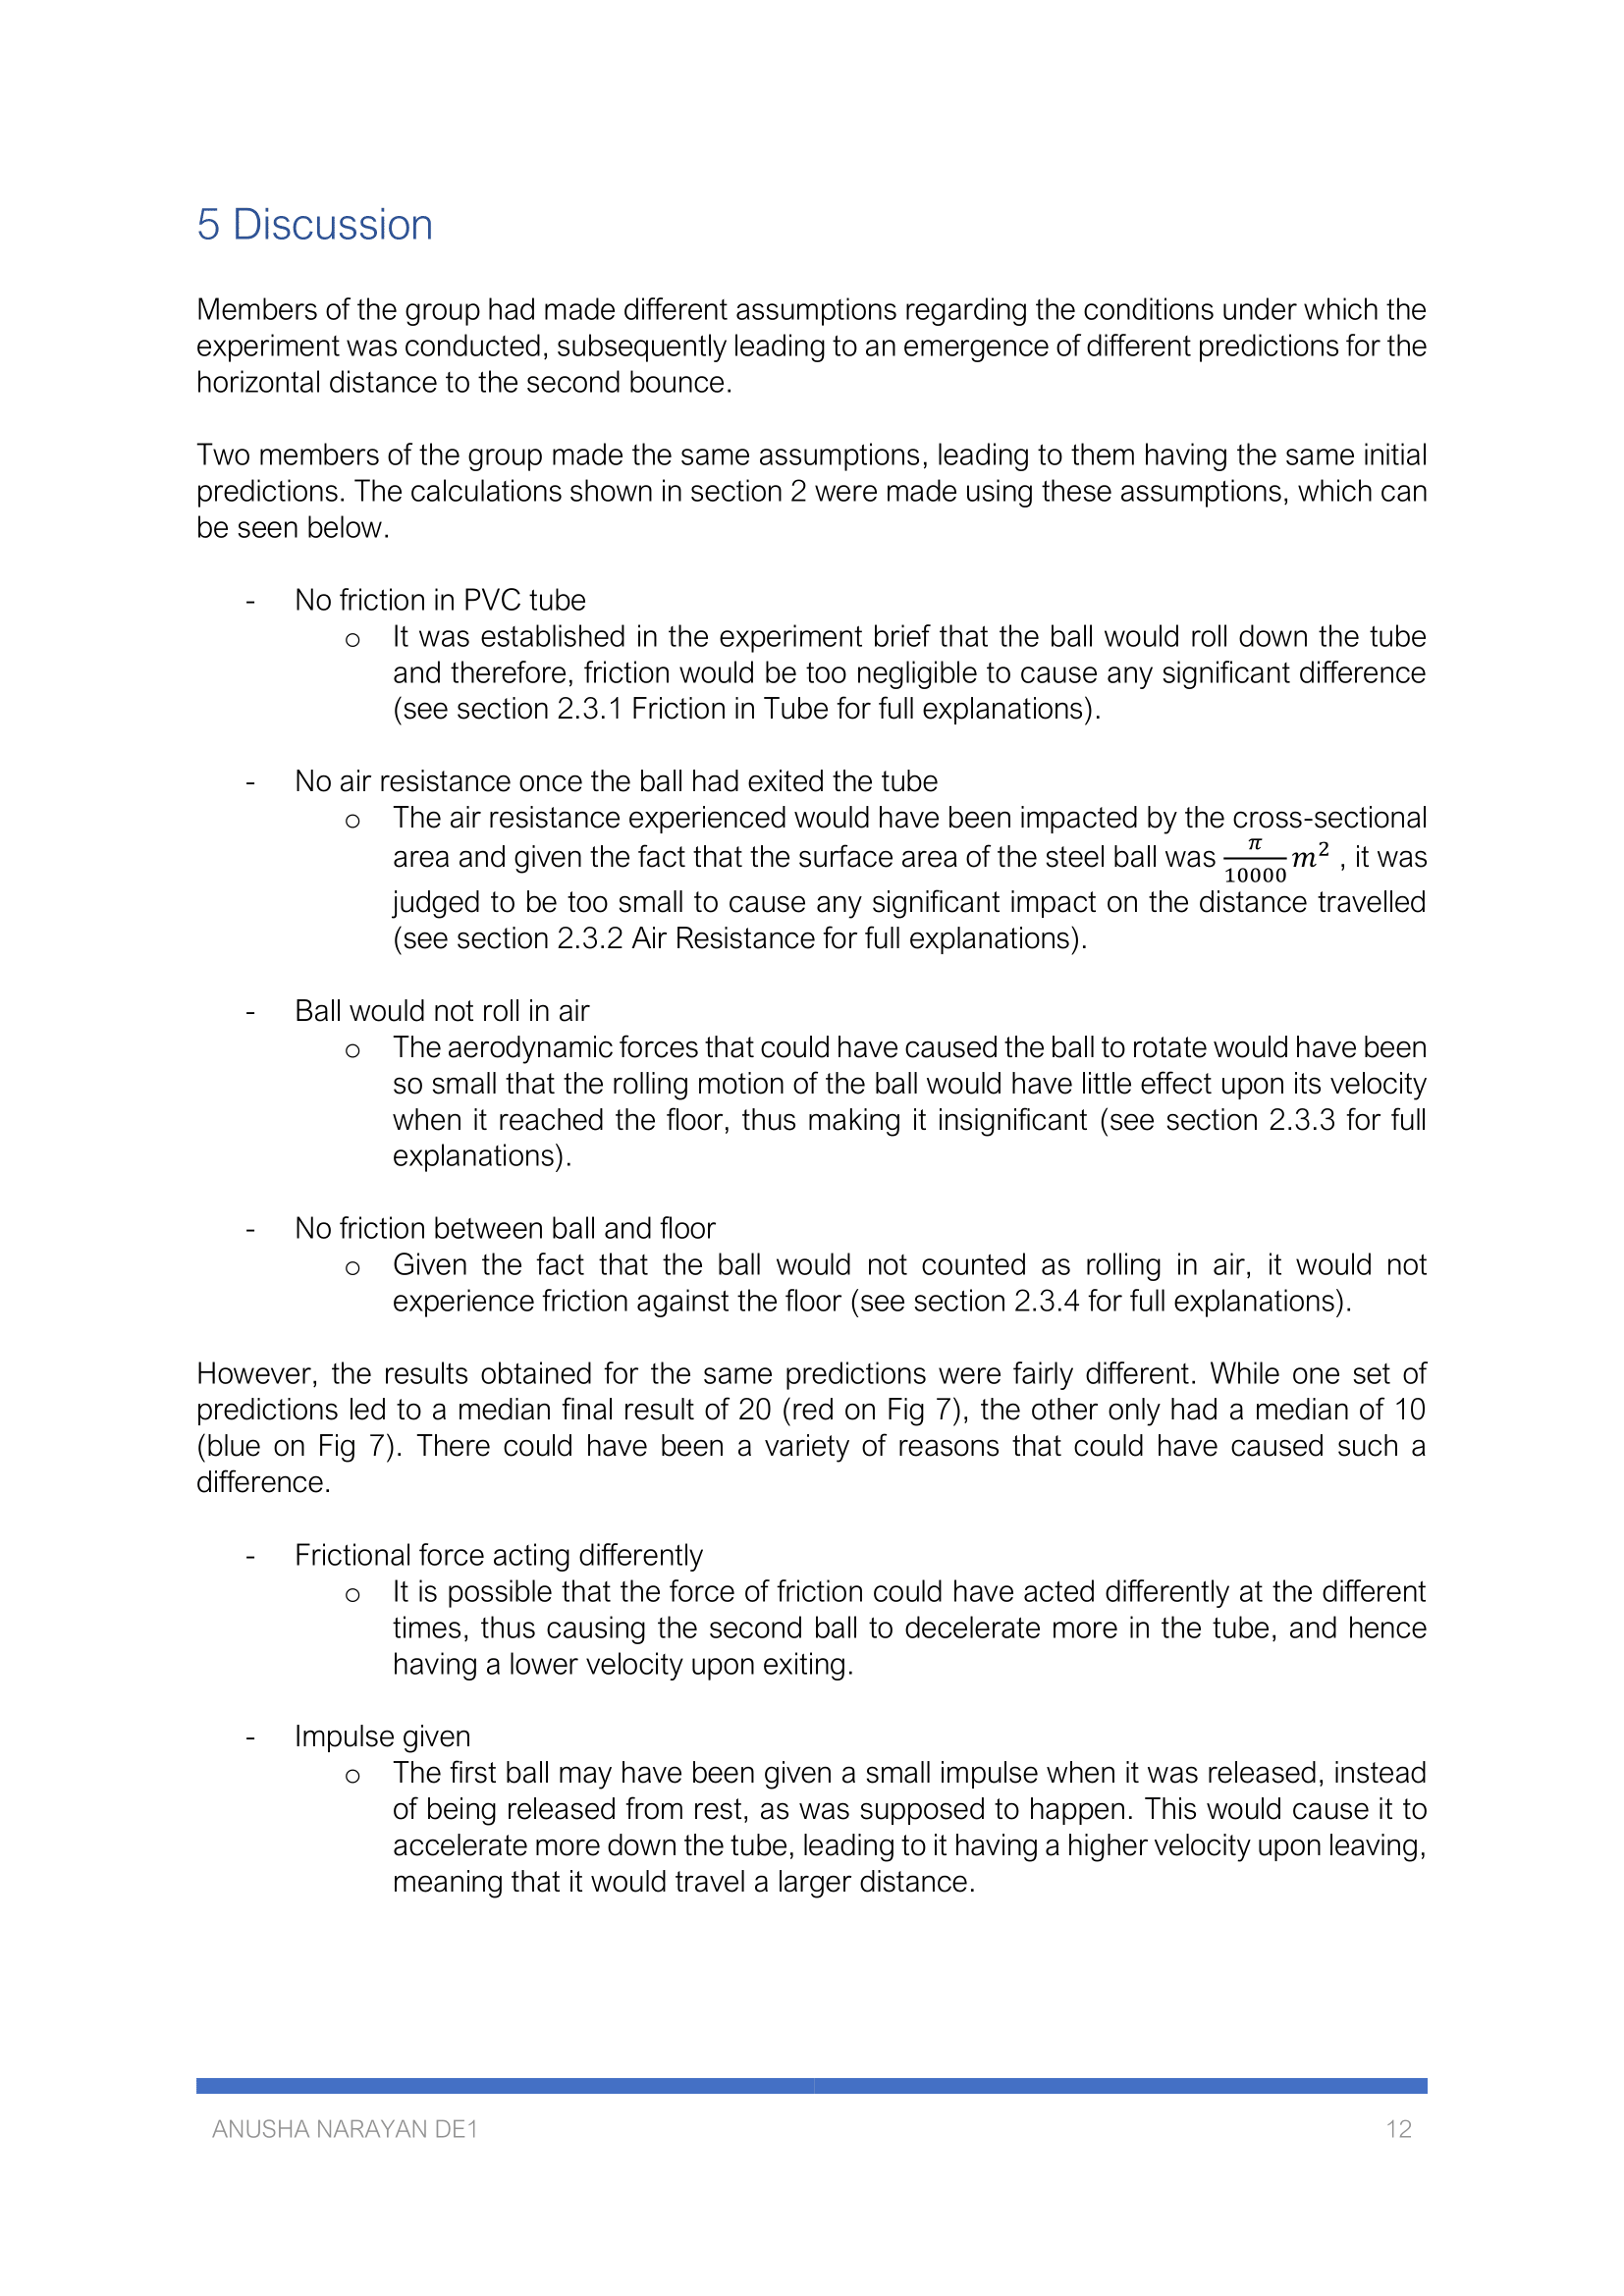 5 Discussion
Members of the group had made different assumptions regarding the conditions under which the
experiment was conducted, subsequently leading to an emergence of different predictions for the
horizontal distance to the second bounce.
Two members of the group made the same assumptions, leading to them having the same initial
predictions. The calculations shown in section 2 were made using these assumptions, which can
be seen below.
- No friction in PVC tube
o It was established in the experiment brief that the ball would roll down the tube
and therefore, friction would be too negligible to cause any significant difference
(see section 2.3.1 Friction in Tube for full explanations).
- No air resistance once the ball had exited the tube
o The air resistance experienced would have been impacted by the cross-sectional
area and given the fact that the surface area of the steel ball was π/10000 m² , it was
judged to be too small to cause any significant impact on the distance travelled
(see section 2.3.2 Air Resistance for full explanations).
- Ball would not roll in air
o The aerodynamic forces that could have caused the ball to rotate would have been
so small that the rolling motion of the ball would have little effect upon its velocity
when it reached the floor, thus making it insignificant (see section 2.3.3 for full
explanations).
- No friction between ball and floor
o Given the fact that the ball would not counted as rolling in air, it would not
experience friction against the floor (see section 2.3.4 for full explanations).
However, the results obtained for the same predictions were fairly different. While one set of
predictions led to a median final result of 20 (red on Fig 7), the other only had a median of 10
(blue on Fig 7). There could have been a variety of reasons that could have caused such a
difference.
- Frictional force acting differently
o It is possible that the force of friction could have acted differently at the different
times, thus causing the second ball to decelerate more in the tube, and hence
having a lower velocity upon exiting.
- Impulse given
o The first ball may have been given a small impulse when it was released, instead
of being released from rest, as was supposed to happen. This would cause it to
accelerate more down the tube, leading to it having a higher velocity upon leaving,
meaning that it would travel a larger distance.
ANUSHA NARAYAN DE1 12